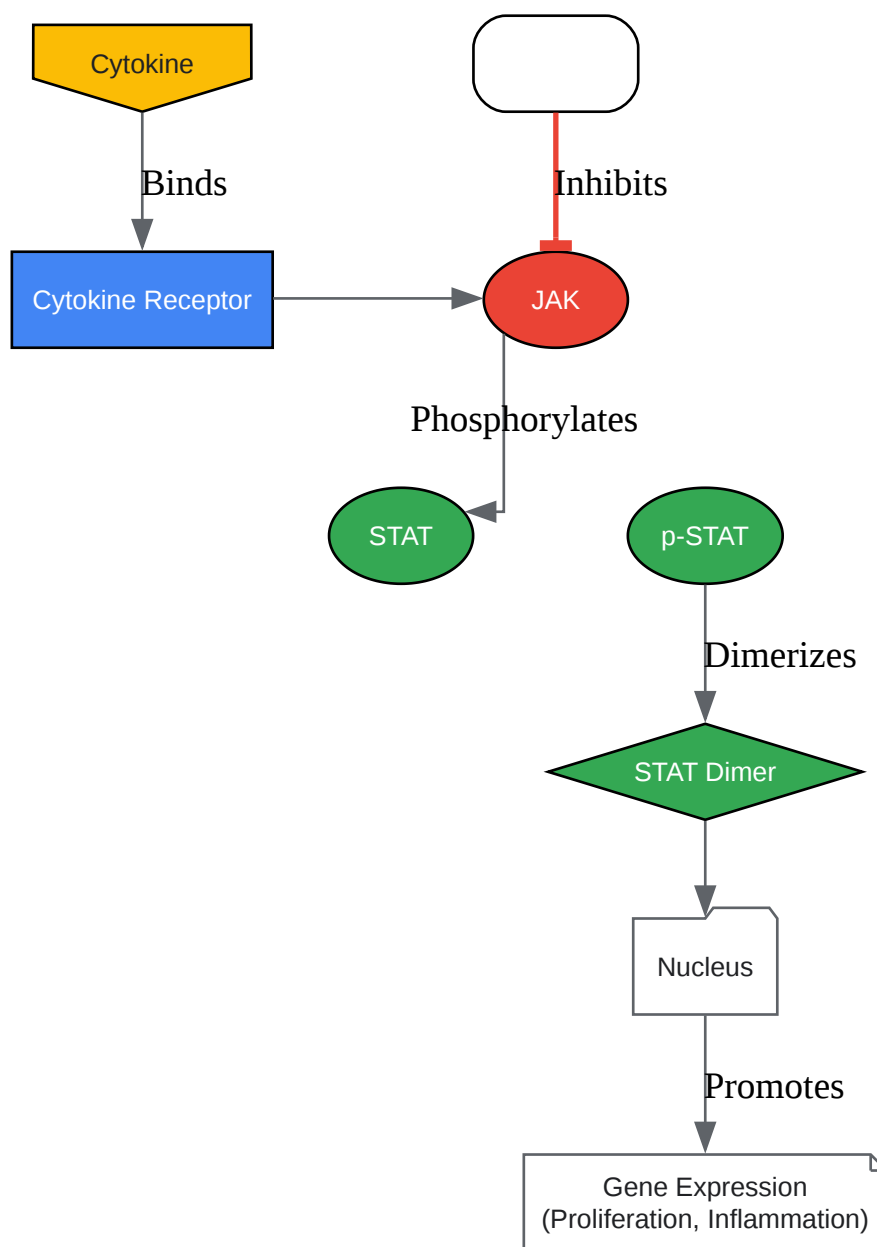 Cytokine
Binds
Inhibits
Cytokine Receptor
JAK
Phosphorylates
STAT
p-STAT
Dimerizes
STAT Dimer
Nucleus
Promotes
Gene Expression
(Proliferation, Inflammation)